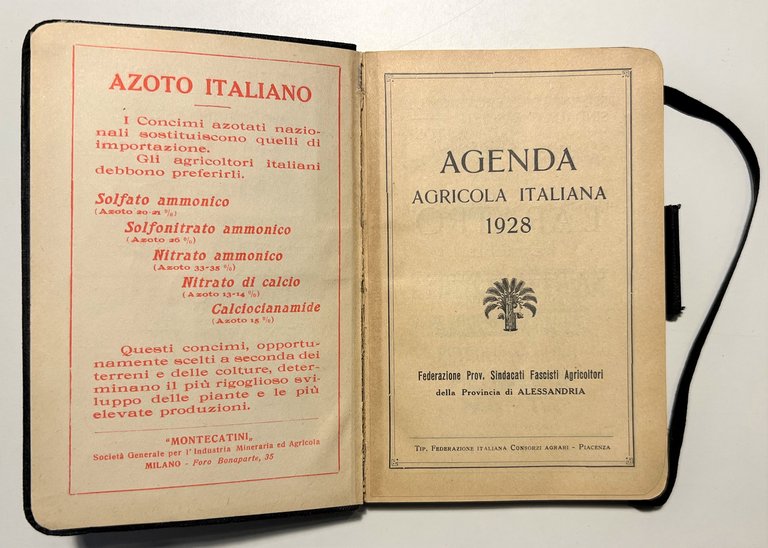 AZOTO ITALIANO
I Concimi azotati nazio-
nali sostituiscono quelli di
importazione.
Gli agricoltori italiani
debbono preferirli.
Solfato ammonico
(Azoto 20-21 %)
Solfonitrato ammonico
(Azoto 26 %)
Nitrato ammonico
(Azoto 33-35 %)
Nitrato di calcio
(Azoto 13-14 %)
Calciocianamide
(Azoto 15 %)
Questi concimi, opportu-
namente scelti a seconda dei
terreni e delle colture, deter-
minano il più rigoglioso svi-
luppo delle piante e le più
elevate produzioni.
"MONTECATINI„
Società Generale per l'Industria Mineraria ed Agricola
MILANO - Foro Bonaparte, 35
AGENDA
AGRICOLA ITALIANA
1928
Federazione Prov. Sindacati Fascisti Agricoltori
della Provincia di ALESSANDRIA
TIP. FEDERAZIONE ITALIANA CONSORZI AGRARI - PIACENZA